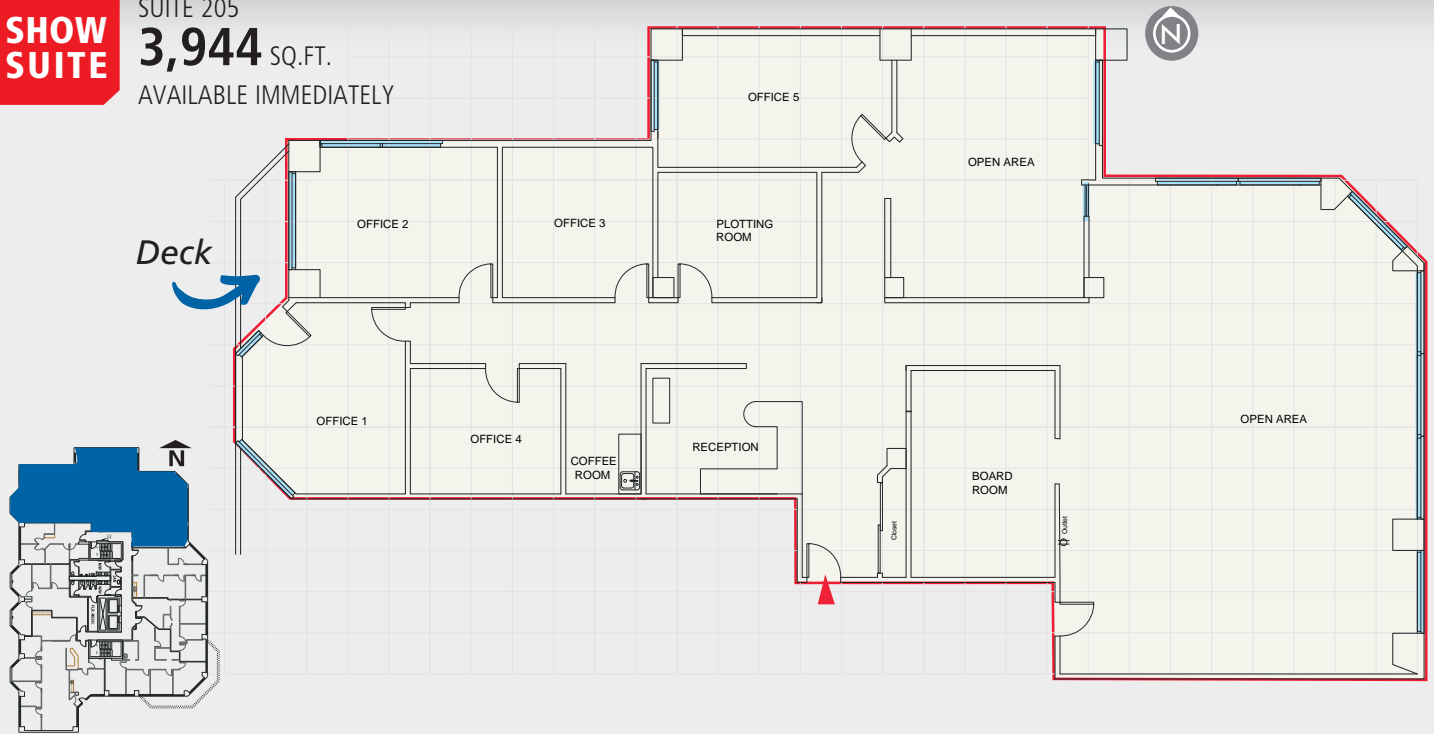 SHOW
SUITE
SUITE 205
3,944 SQ.FT.
AVAILABLE IMMEDIATELY
N
OFFICE 5
OPEN AREA
OFFICE 2
OFFICE 3
PLOTTING
ROOM
Deck
OFFICE 1
OFFICE 4
COFFEE
ROOM
RECEPTION
BOARD
ROOM
OPEN AREA
Closet
Outlet
N